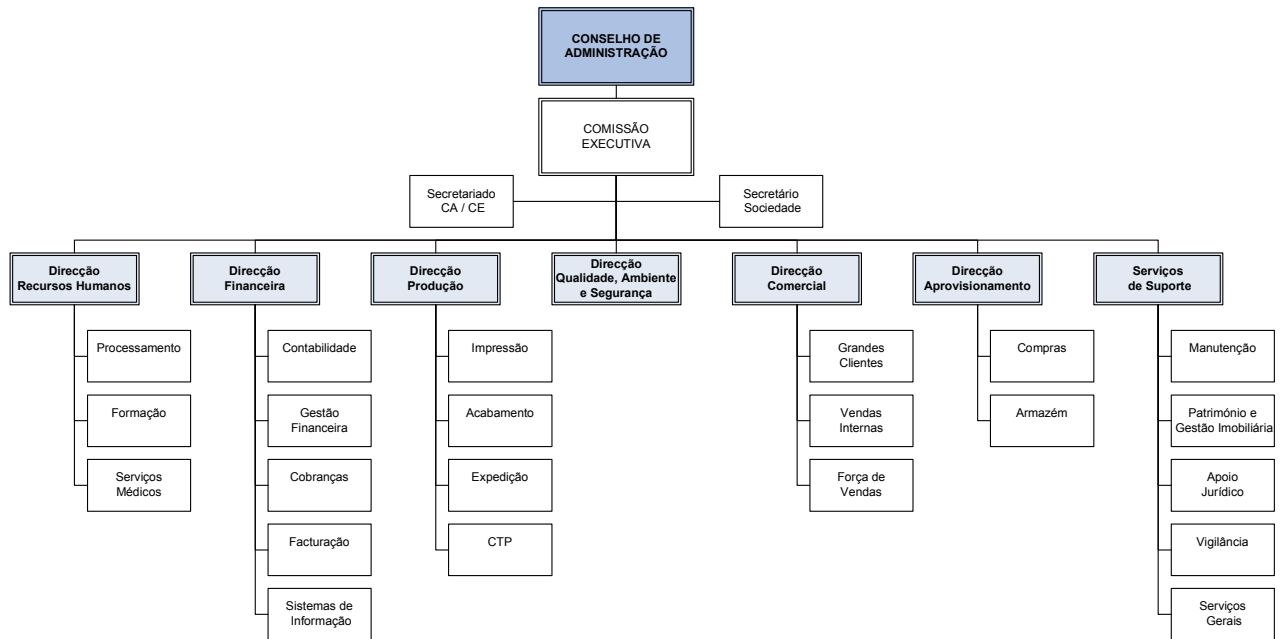 CONSELHO DE
ADMINISTRAÇÃO
COMISSÃO
EXECUTIVA
Secretariado
CA / CE
Secretário
Sociedade
Direcção
Recursos Humanos
Direcção
Financeira
Direcção
Produção
Direcção
Qualidade, Ambiente
e Segurança
Direcção
Comercial
Direcção
Aprovisionamento
Serviços
de Suporte
Processamento
Formação
Serviços
Médicos
Contabilidade
Gestão
Financeira
Cobranças
Facturação
Sistemas de
Informação
Impressão
Acabamento
Expedição
CTP
Grandes
Clientes
Vendas
Internas
Força de
Vendas
Compras
Armazém
Manutenção
Património e
Gestão Imobiliária
Apoio
Jurídico
Vigilância
Serviços
Gerais